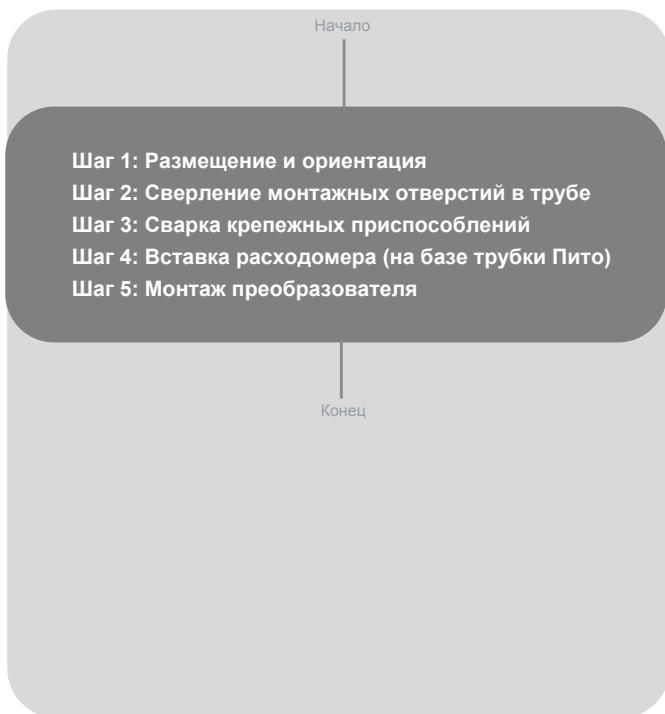 Начало
Шаг 1: Размещение и ориентация
Шаг 2: Сверление монтажных отверстий в трубе
Шаг 3: Сварка крепежных приспособлений
Шаг 4: Вставка расходомера (на базе трубки Пито)
Шаг 5: Монтаж преобразователя
Конец